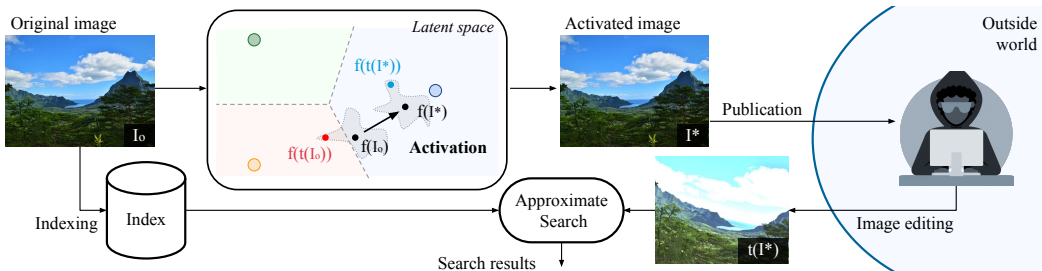 Original image
Latent space
Activated image
Outside
world
f(t(I*))
f(I*)
Publication
I₀
f(I₀)
Activation
I*
f(t(I₀))
Indexing
Index
Approximate
Search
t(I*)
Image editing
Search results